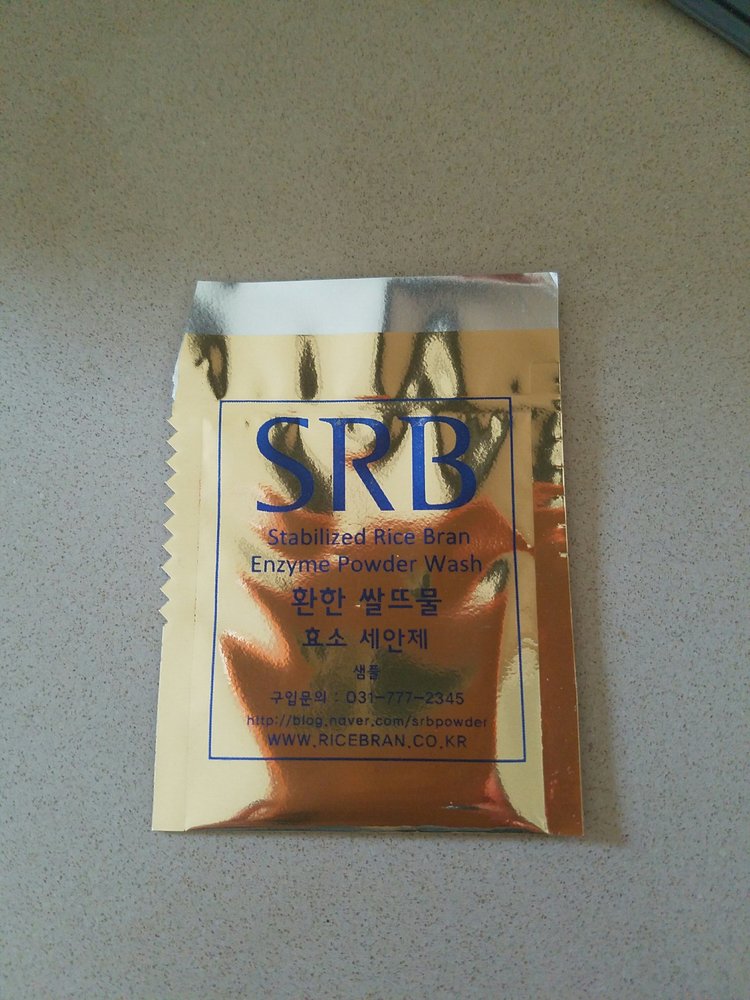 SRB
Stabilized Rice Bran
Enzyme Powder Wash
환한 쌀뜨물
효소 세안제
샘플
구입문의 : 031-777-2345
http://blog.naver.com/srbpowder
WWW.RICEBRAN.CO.KR